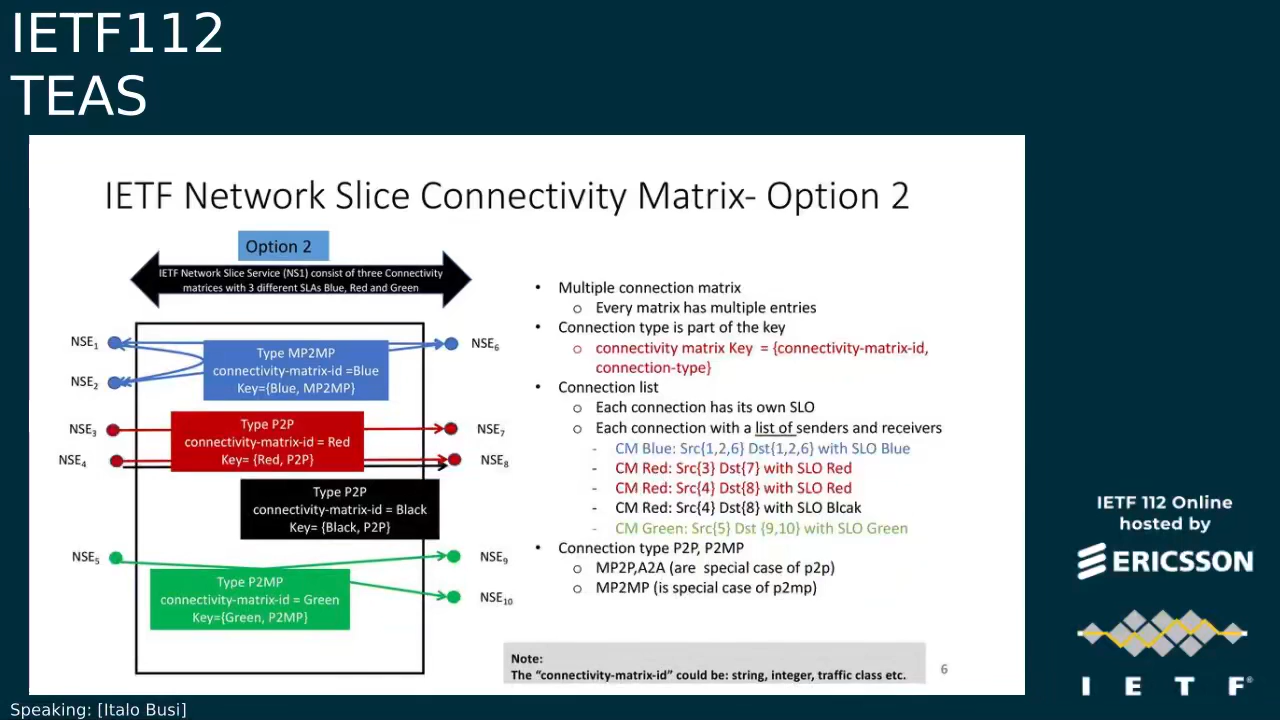 IETF112
TEAS
IETF Network Slice Connectivity Matrix- Option 2
Option 2
IETF Network Slice Service (NS1) consist of three Connectivity
matrices with 3 different SLAs Blue, Red and Green
NSE1
NSE2
NSE3
NSE4
NSE5
NSE6
NSE7
NSE8
NSE9
NSE10
Type MP2MP
connectivity-matrix-id =Blue
Key={Blue, MP2MP}
Type P2P
connectivity-matrix-id = Red
Key= {Red, P2P}
Type P2P
connectivity-matrix-id = Black
Key= {Black, P2P}
Type P2MP
connectivity-matrix-id = Green
Key={Green, P2MP}
• Multiple connection matrix
o Every matrix has multiple entries
• Connection type is part of the key
o connectivity matrix Key = {connectivity-matrix-id,
connection-type}
• Connection list
o Each connection has its own SLO
o Each connection with a list of senders and receivers
- CM Blue: Src{1,2,6} Dst{1,2,6} with SLO Blue
- CM Red: Src{3} Dst{7} with SLO Red
- CM Red: Src{4} Dst{8} with SLO Red
- CM Red: Src{4} Dst{8} with SLO Blcak
- CM Green: Src{5} Dst {9,10} with SLO Green
• Connection type P2P, P2MP
o MP2P,A2A (are special case of p2p)
o MP2MP (is special case of p2mp)
Note:
The “connectivity-matrix-id” could be: string, integer, traffic class etc.
6
IETF 112 Online
hosted by
ERICSSON
I E T F®
Speaking: [Italo Busi]